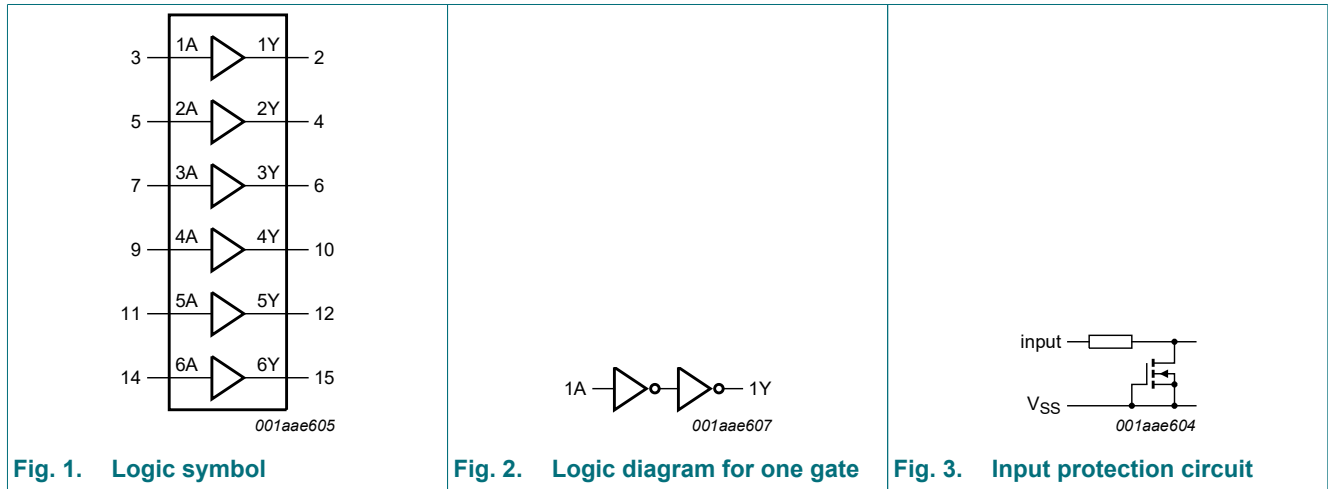 3 1A 1Y 2
5 2A 2Y 4
7 3A 3Y 6
9 4A 4Y 10
11 5A 5Y 12
14 6A 6Y 15
001aae605
Fig. 1. Logic symbol
1A 1Y
001aae607
Fig. 2. Logic diagram for one gate
input
VSS
001aae604
Fig. 3. Input protection circuit